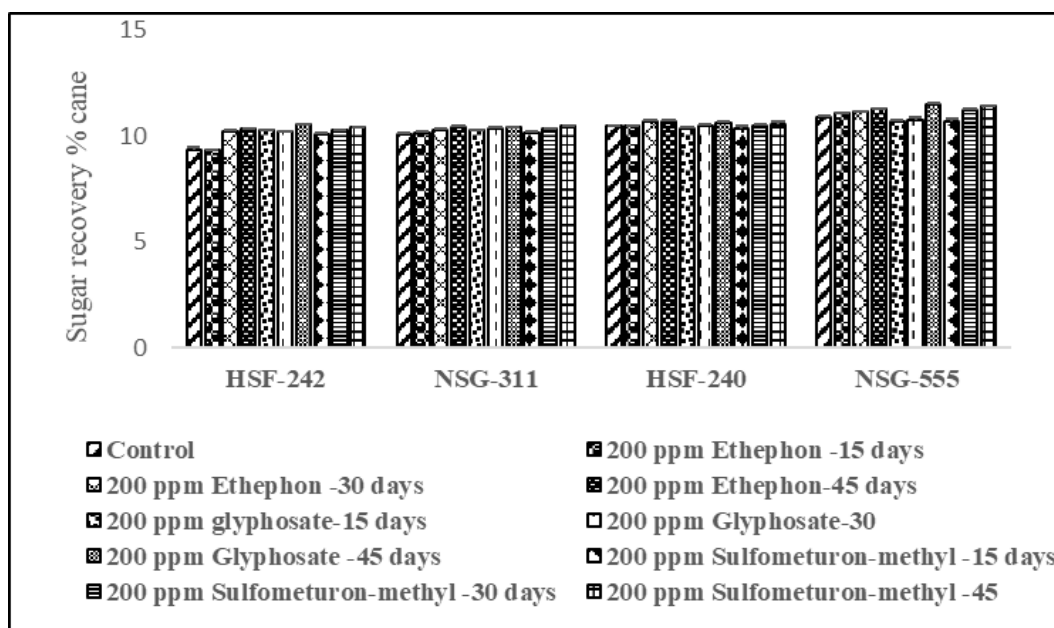 15
10
5
0
Sugar recovery % cane
HSF-242 NSG-311 HSF-240 NSG-555
Control 200 ppm Ethephon -15 days
200 ppm Ethephon -30 days 200 ppm Ethephon-45 days
200 ppm glyphosate-15 days 200 ppm Glyphosate-30
200 ppm Glyphosate -45 days 200 ppm Sulfometuron-methyl -15 days
200 ppm Sulfometuron-methyl -30 days 200 ppm Sulfometuron-methyl -45